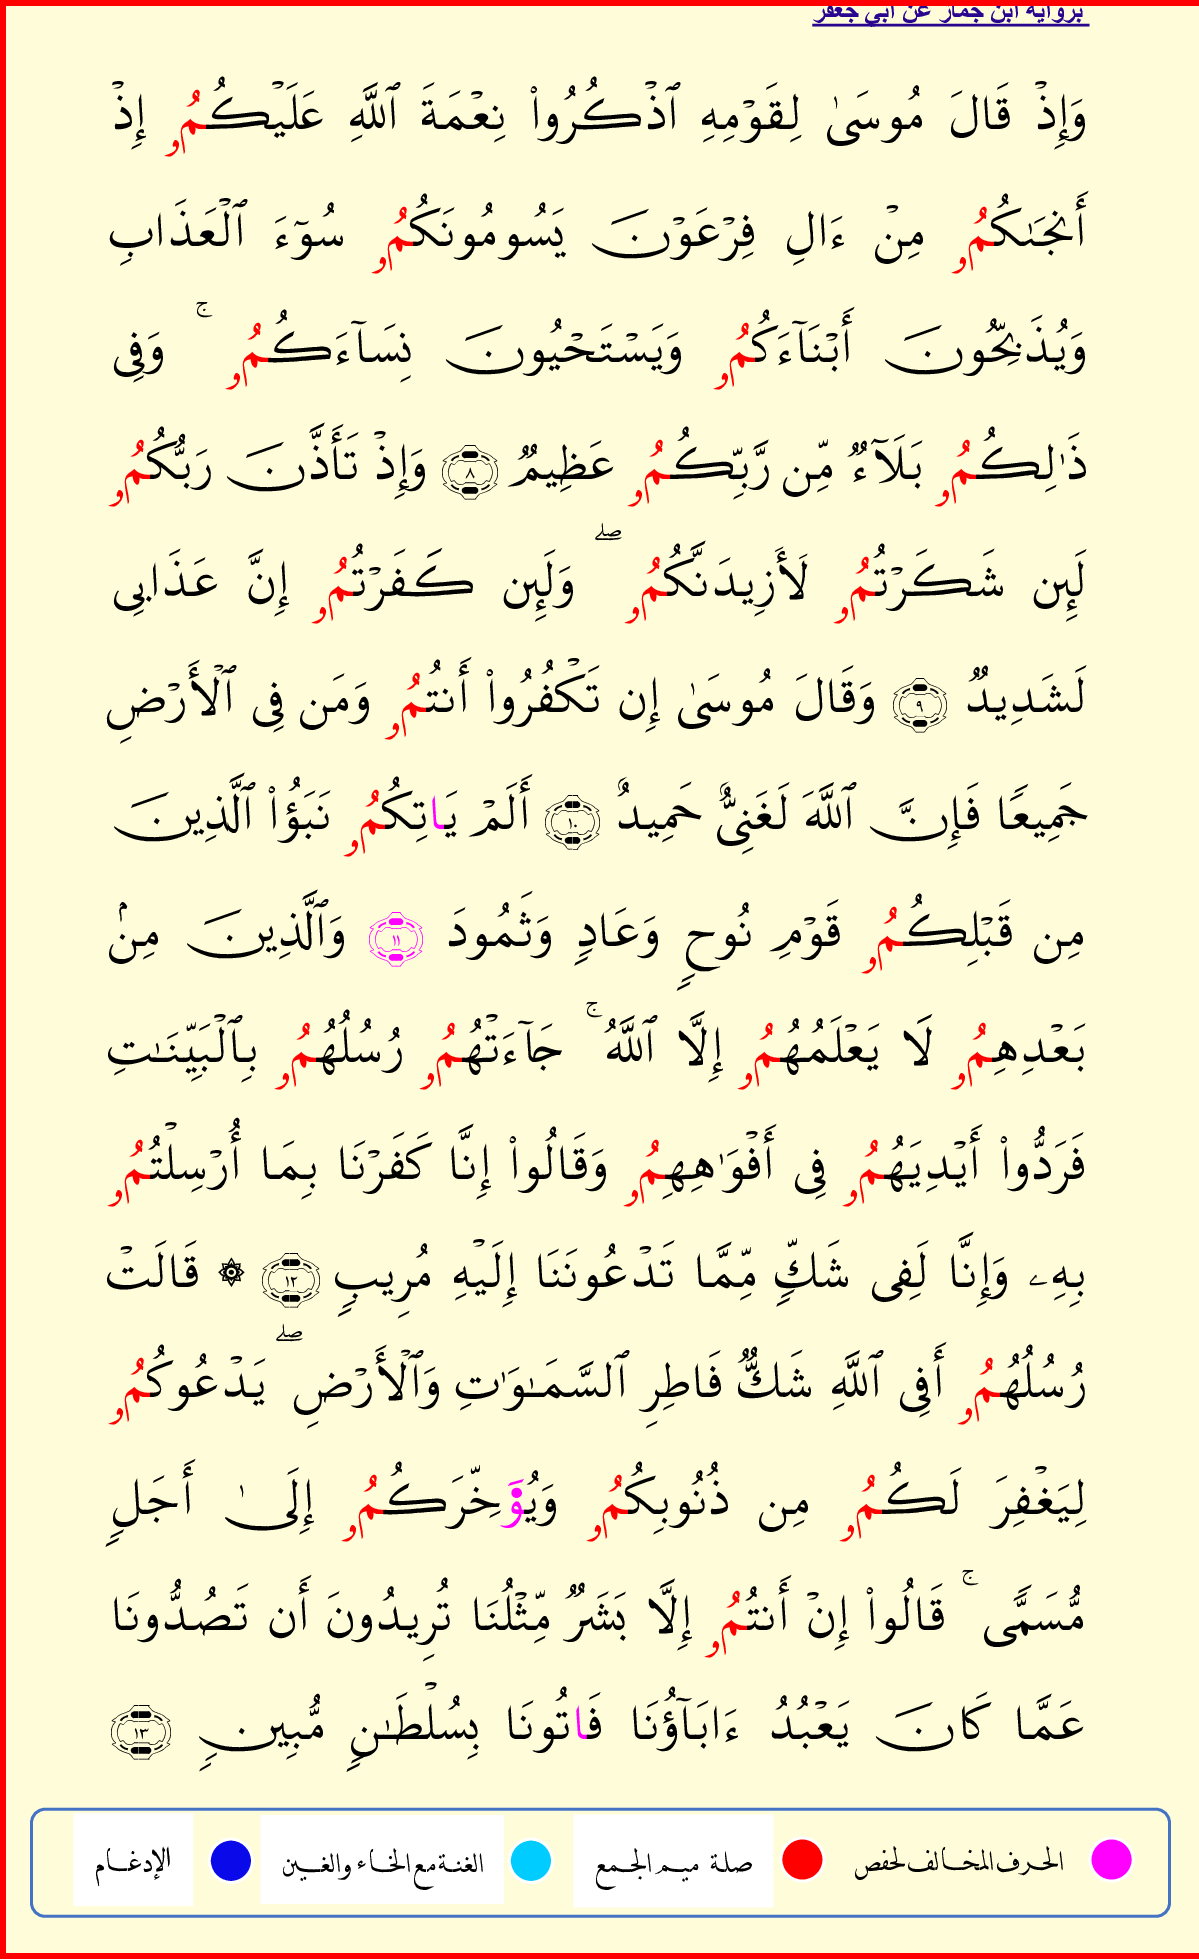 برواية ابن جماز عن أبي جعفر
وَإِذۡ قَالَ مُوسَىٰ لِقَوۡمِهِ ٱذۡكُرُواْ نِعۡمَةَ ٱللَّهِ عَلَيۡكُمُۥ إِذۡ
أَنجَىٰكُمُۥ مِنۡ ءَالِ فِرۡعَوۡنَ يَسُومُونَكُمُۥ سُوٓءَ ٱلۡعَذَابِ
وَيُذَبِّحُونَ أَبۡنَآءَكُمُۥ وَيَسۡتَحۡيُونَ نِسَآءَكُمُۥ ۚ وَفِي
ذَٰلِكُمُۥ بَلَآءٌ مِّن رَّبِّكُمُۥ عَظِيمٌ ٨ وَإِذۡ تَأَذَّنَ رَبُّكُمُۥ
لَئِن شَكَرۡتُمُۥ لَأَزِيدَنَّكُمُۥ ۖ وَلَئِن كَفَرۡتُمُۥ إِنَّ عَذَابِي
لَشَدِيدٌ ٩ وَقَالَ مُوسَىٰ إِن تَكۡفُرُواْ أَنتُمُۥ وَمَن فِي ٱلۡأَرۡضِ
جَمِيعًا فَإِنَّ ٱللَّهَ لَغَنِيٌّ حَمِيدٌ ١٠ أَلَمۡ يَاتِكُمُۥ نَبَؤُاْ ٱلَّذِينَ
مِن قَبۡلِكُمُۥ قَوۡمِ نُوحٍ وَعَادٍ وَثَمُودَ ١١ وَٱلَّذِينَ مِنۢ
بَعۡدِهِمُۥ لَا يَعۡلَمُهُمُۥ إِلَّا ٱللَّهُ ۚ جَآءَتۡهُمُۥ رُسُلُهُمُۥ بِٱلۡبَيِّنَٰتِ
فَرَدُّواْ أَيۡدِيَهُمُۥ فِي أَفۡوَٰهِهِمُۥ وَقَالُواْ إِنَّا كَفَرۡنَا بِمَا أُرۡسِلۡتُمُۥ
بِهِۦ وَإِنَّا لَفِي شَكٍّ مِّمَّا تَدۡعُونَنَا إِلَيۡهِ مُرِيبٍ ١٢ ۞ قَالَتۡ
رُسُلُهُمُۥ أَفِي ٱللَّهِ شَكٌّ فَاطِرِ ٱلسَّمَٰوَٰتِ وَٱلۡأَرۡضِ ۖ يَدۡعُوكُمُۥ
لِيَغۡفِرَ لَكُمُۥ مِن ذُنُوبِكُمُۥ وَيُؤَخِّرَكُمُۥ إِلَىٰ أَجَلٍ
مُّسَمًّى ۚ قَالُواْ إِنۡ أَنتُمُۥ إِلَّا بَشَرٌ مِّثۡلُنَا تُرِيدُونَ أَن تَصُدُّونَا
عَمَّا كَانَ يَعۡبُدُ ءَابَآؤُنَا فَاتُونَا بِسُلۡطَٰنٍ مُّبِينٍ ١٣
الحرف المخالف لحفص صلة ميم الجمع الغنة مع الخاء والغين الإدغام